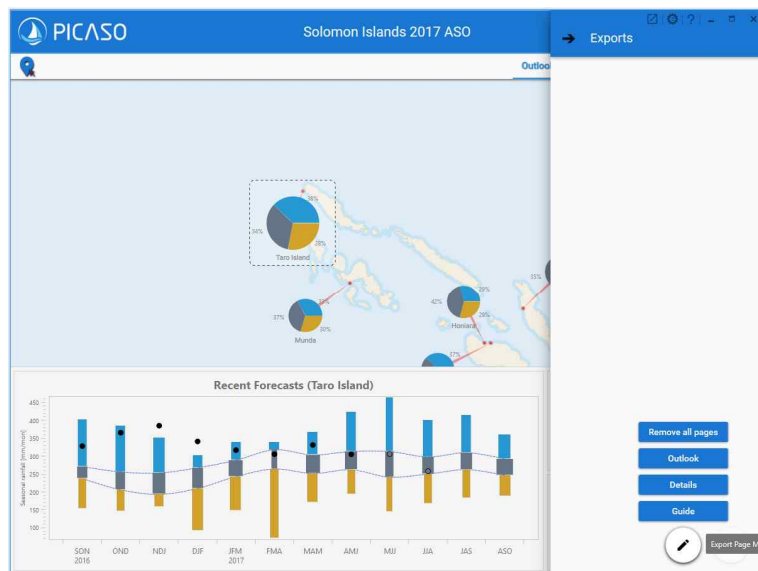 PICASO
Solomon Islands 2017 ASO
Exports
Outloo
38%
34%
28%
Taro Island
33%
37%
30%
Munda
29%
42%
29%
Honiara
35%
37%
Recent Forecasts (Taro Island)
Seasonal rainfall [mm/mon]
450
400
350
300
250
200
150
100
SON OND NDJ DJF JFM FMA MAM AMJ MJJ JJA JAS ASO
2016 2017
Remove all pages
Outlook
Details
Guide
Export Page M